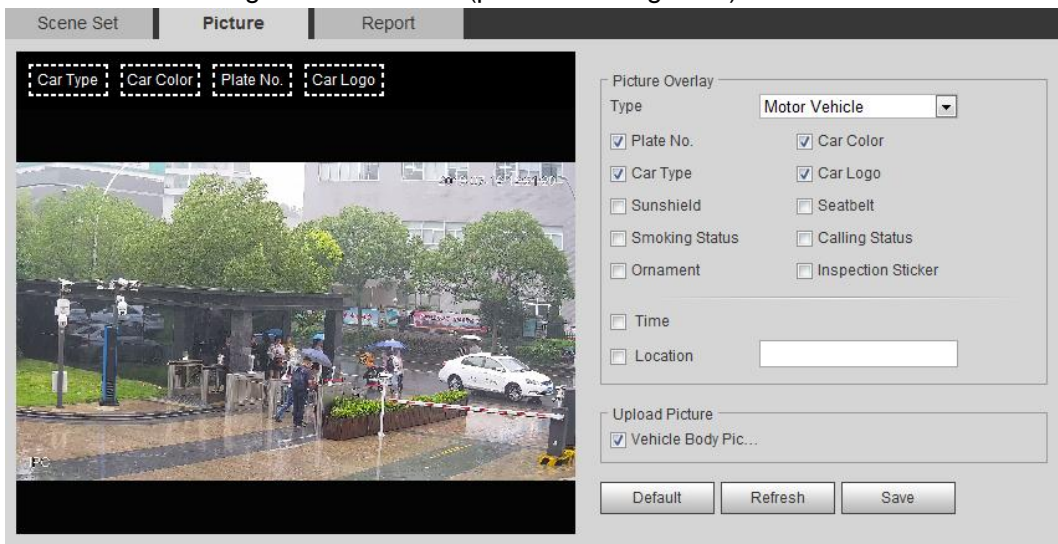 Scene Set Picture Report
Car Type Car Color Plate No. Car Logo
IPC
Picture Overlay
Type Motor Vehicle
Plate No. Car Color
Car Type Car Logo
Sunshield Seatbelt
Smoking Status Calling Status
Ornament Inspection Sticker
Time
Location
Upload Picture
Vehicle Body Pic...
Default Refresh Save